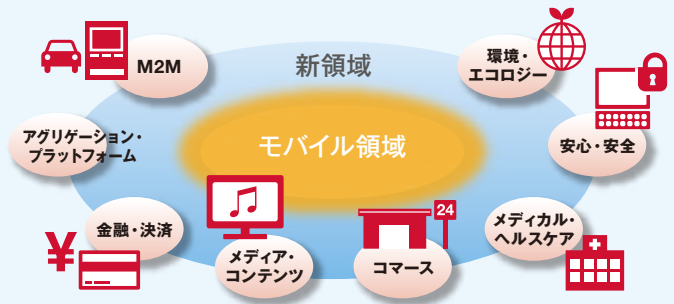 新領域
モバイル領域
M2M
環境・
エコロジー
アグリゲーション・
プラットフォーム
安心・安全
金融・決済
メディア・
コンテンツ
24
コマース
メディカル・
ヘルスケア
¥